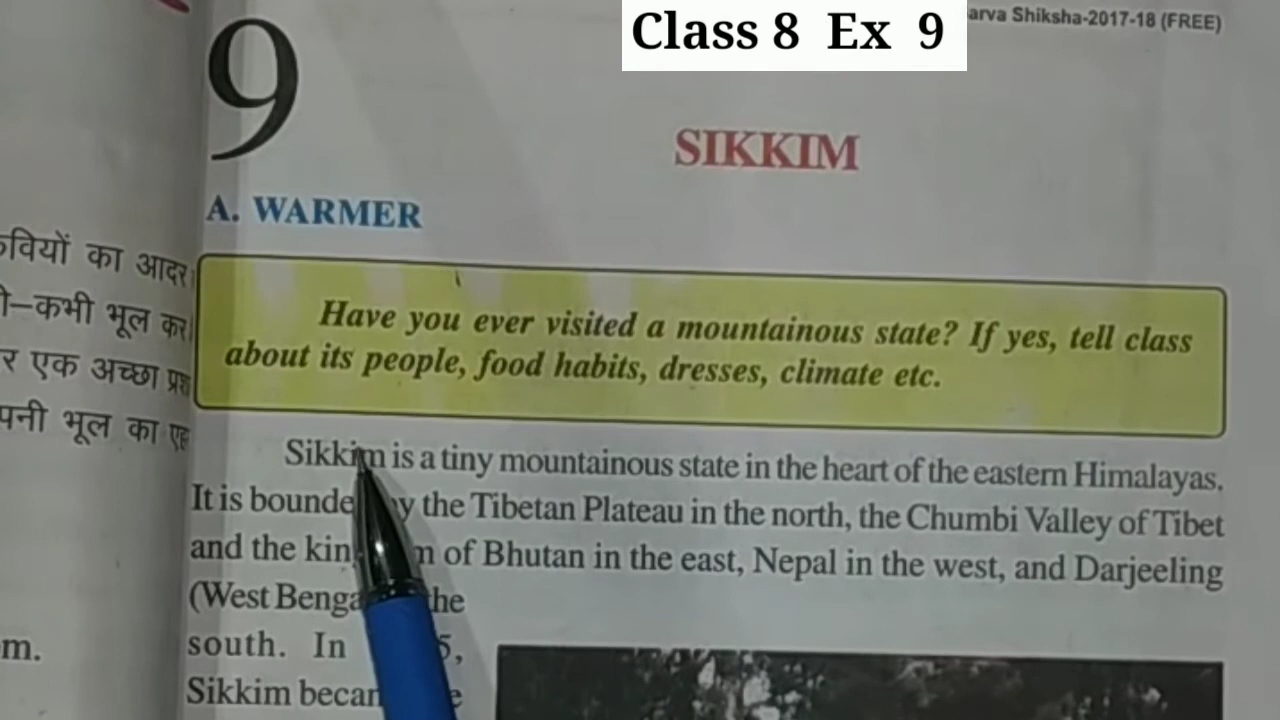 Class 8 Ex 9
arva Shiksha-2017-18 (FREE)
9
SIKKIM
A. WARMER
Have you ever visited a mountainous state? If yes, tell class
about its people, food habits, dresses, climate etc.
Sikkim is a tiny mountainous state in the heart of the eastern Himalayas.
It is bounde y the Tibetan Plateau in the north, the Chumbi Valley of Tibet
and the kin m of Bhutan in the east, Nepal in the west, and Darjeeling
(West Benga the
south. In 5,
Sikkim becam e
वियों का आदर
कभी भूल कर
र एक अच्छा
पनी भूल का
m.